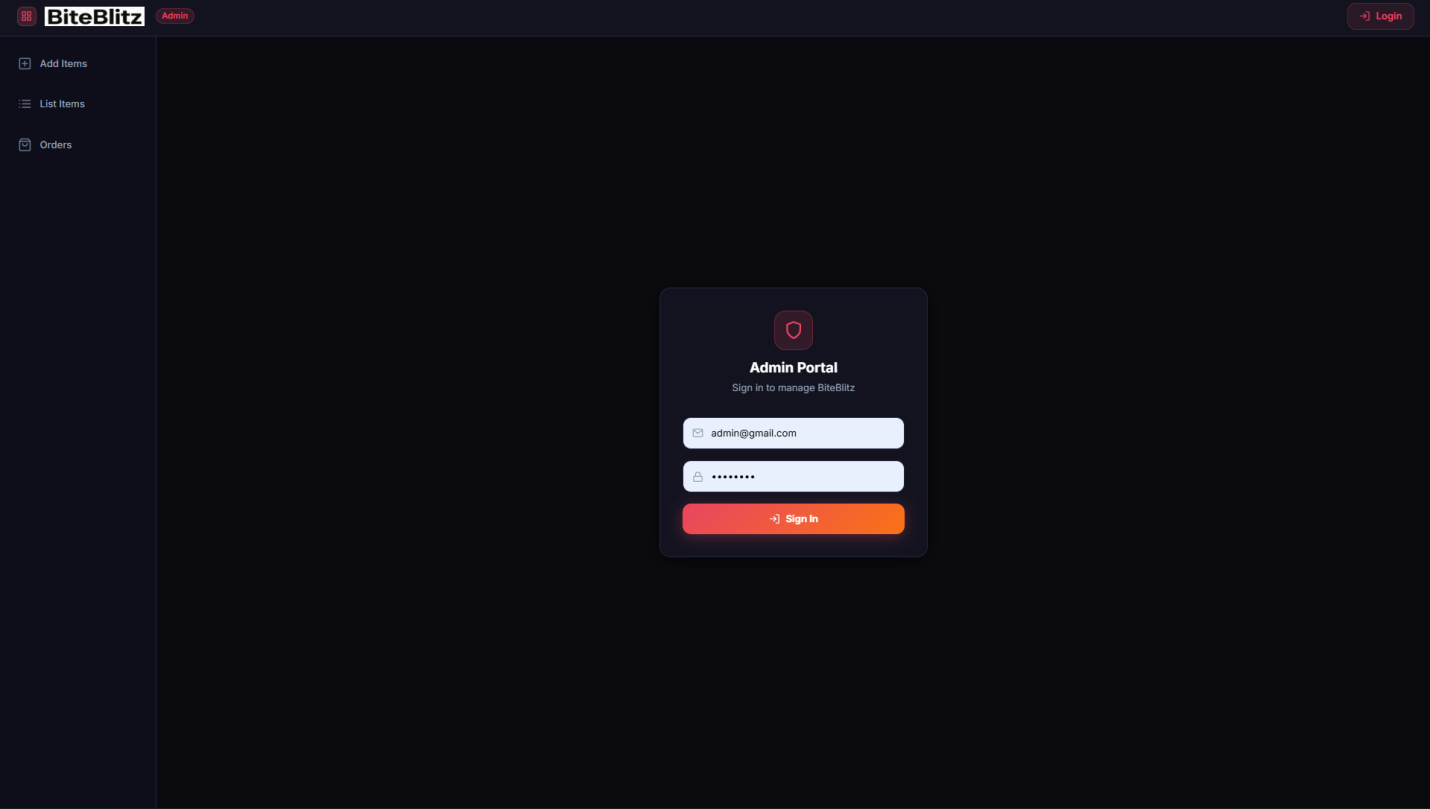 BiteBlitz Admin Login
Add Items
List Items
Orders
Admin Portal
Sign in to manage BiteBlitz
admin@gmail.com
••••••••
Sign In